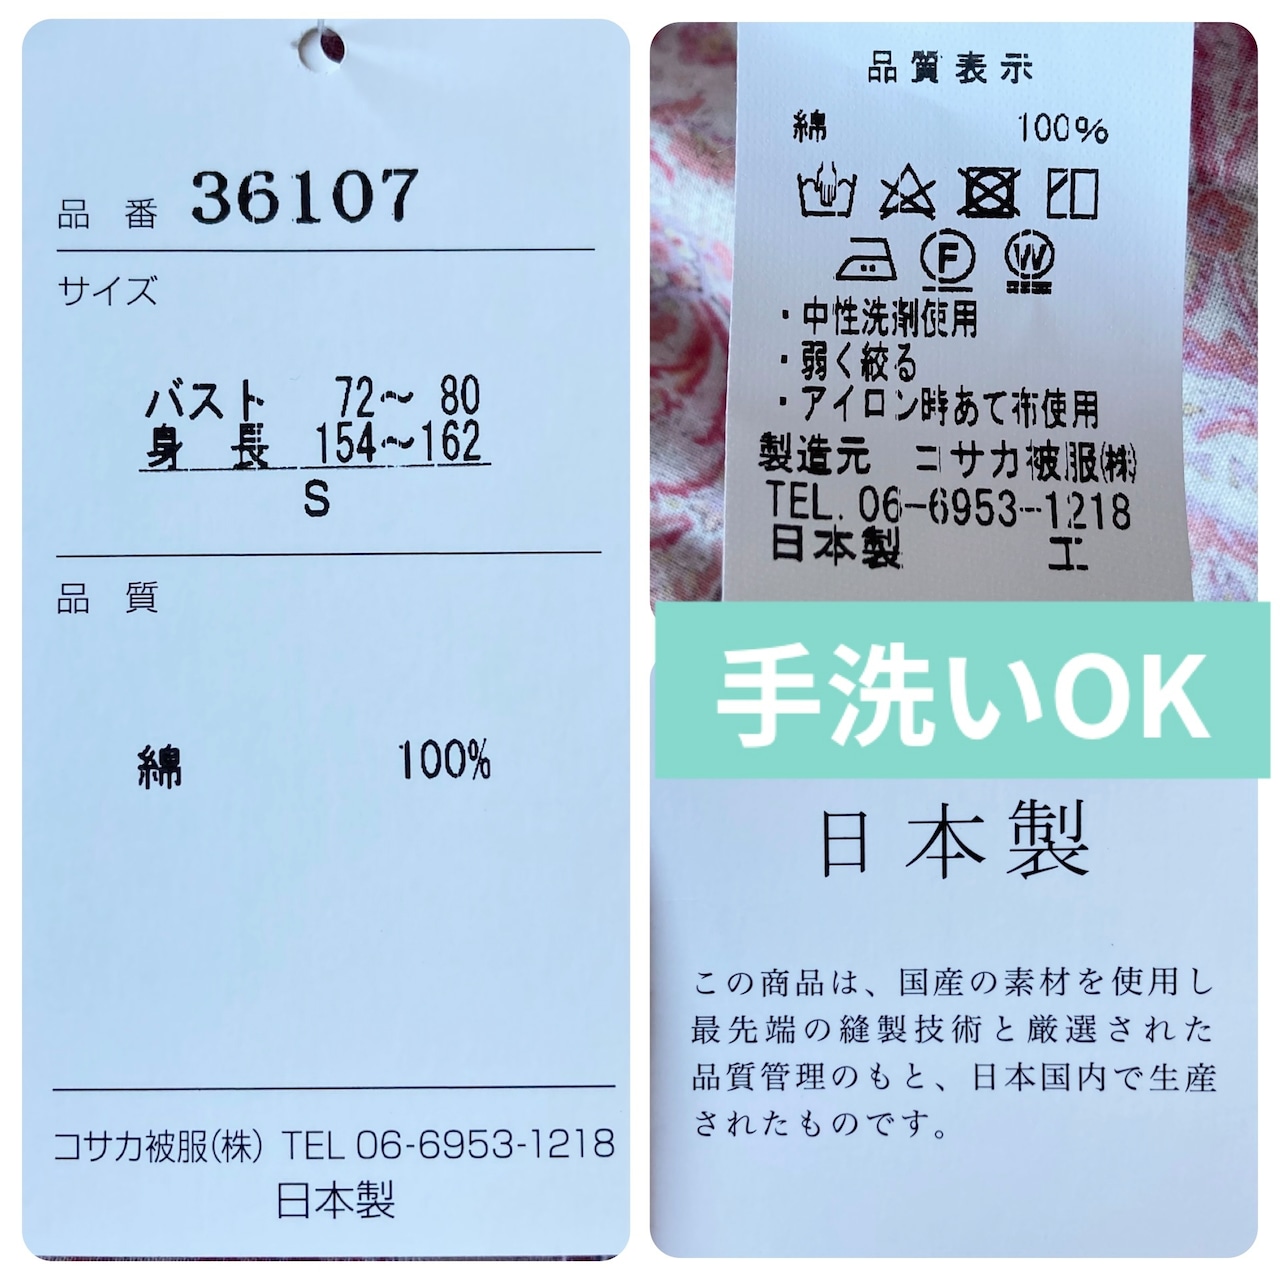 品番 36107
サイズ
バスト 72～ 80
身長 154～162
S
品質
綿 100%
コサカ被服(株) TEL 06-6953-1218
日本製
品質表示
綿 100%
F W
・中性洗剤使用
・弱く絞る
・アイロン時あて布使用
製造元 コサカ被服(株)
TEL. 06-6953-1218
日本製 エ
手洗いOK
日本製
この商品は、国産の素材を使用し
最先端の縫製技術と厳選された
品質管理のもと、日本国内で生産
されたものです。